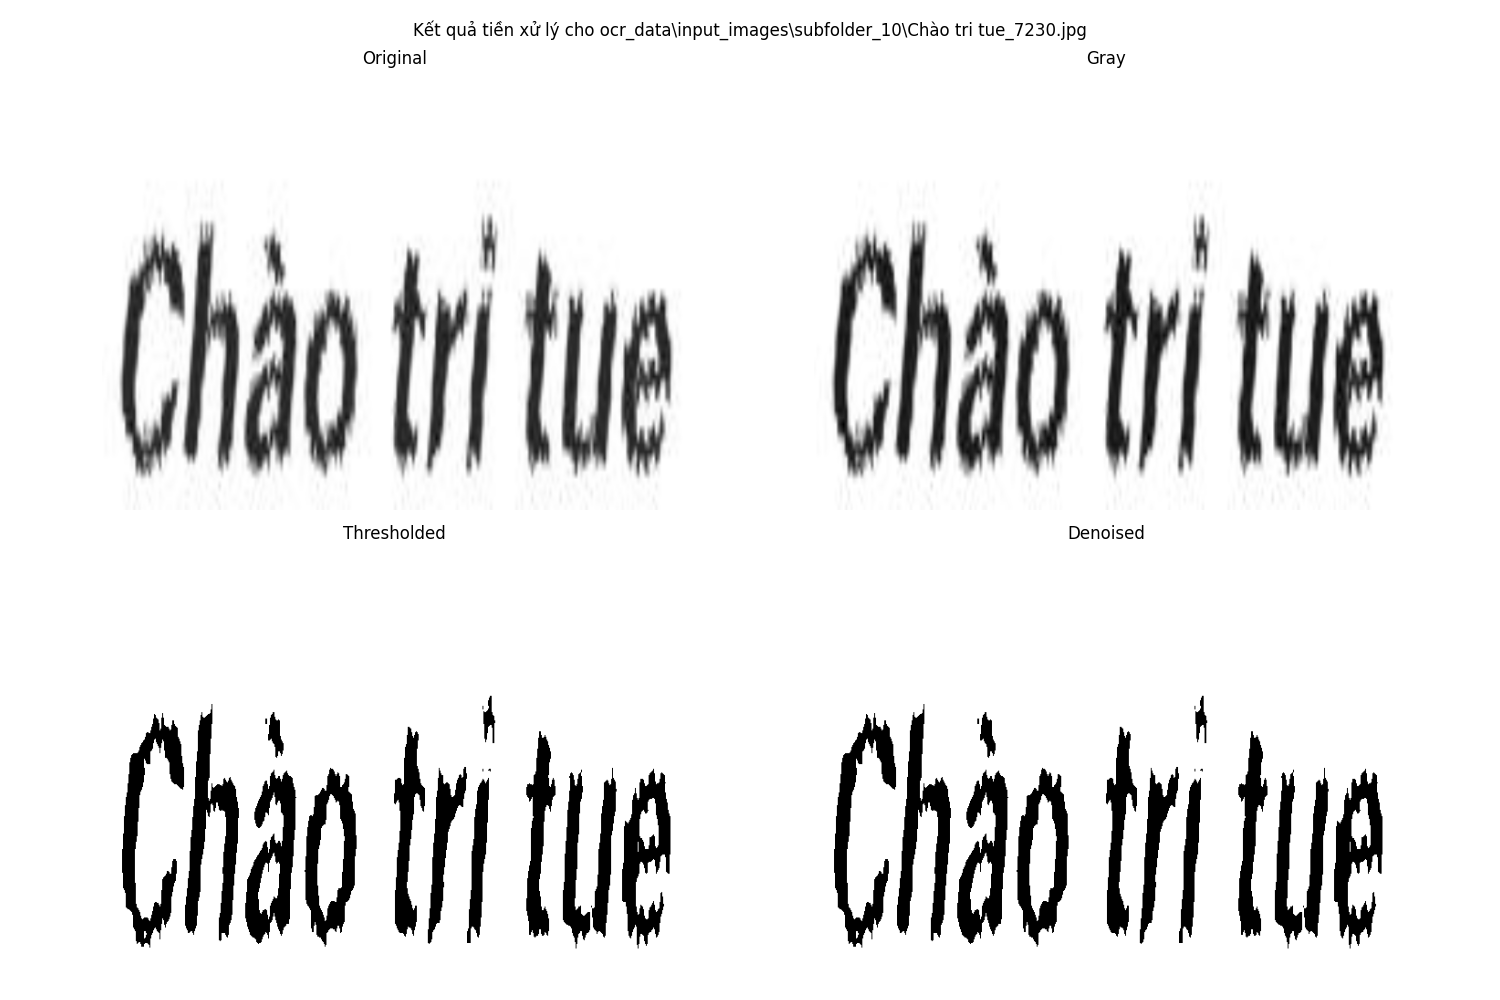 Kết quả tiền xử lý cho ocr_data\input_images\subfolder_10\Chào tri tue_7230.jpg
Original
Gray
Chào tri tue
Chào tri tue
Thresholded
Denoised
Chào tri tue
Chào tri tue